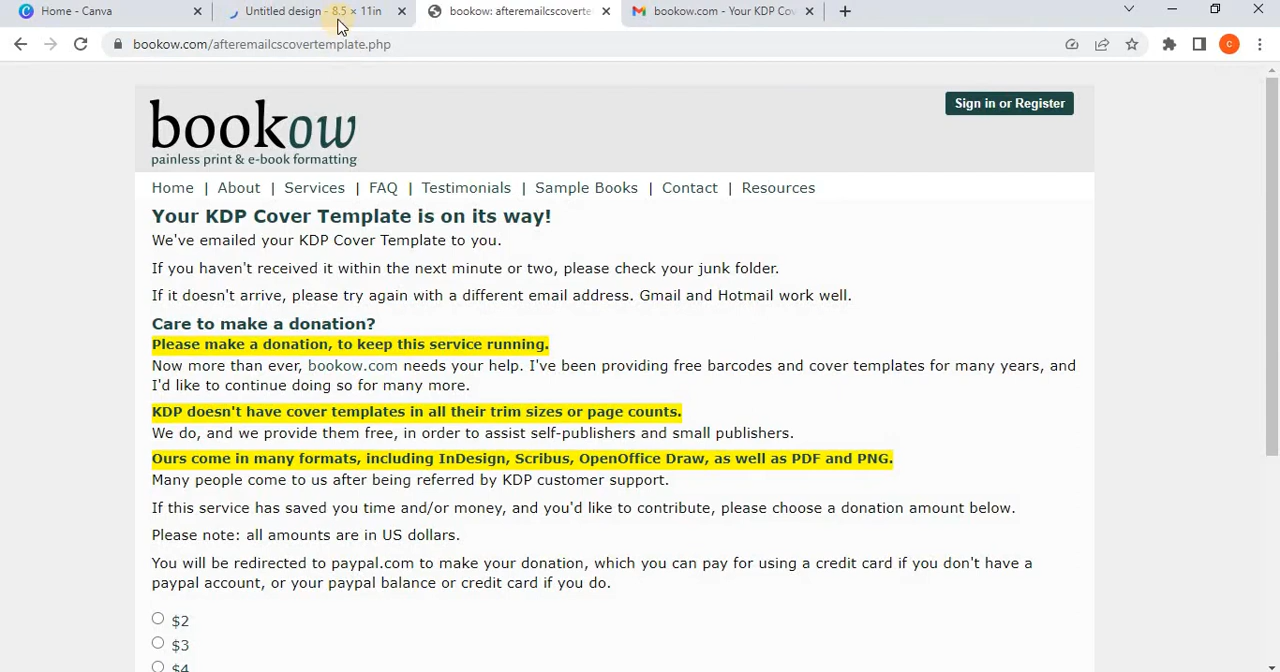 Home - Canva
Untitled design - 8.5 × 11in
bookow: afteremailcscoverte
bookow.com - Your KDP Co
bookow.com/afteremailcscovertemplate.php
C
bookow
painless print & e-book formatting
Sign in or Register
Home | About | Services | FAQ | Testimonials | Sample Books | Contact | Resources
Your KDP Cover Template is on its way!
We've emailed your KDP Cover Template to you.
If you haven't received it within the next minute or two, please check your junk folder.
If it doesn't arrive, please try again with a different email address. Gmail and Hotmail work well.
Care to make a donation?
Please make a donation, to keep this service running.
Now more than ever, bookow.com needs your help. I've been providing free barcodes and cover templates for many years, and
I'd like to continue doing so for many more.
KDP doesn't have cover templates in all their trim sizes or page counts.
We do, and we provide them free, in order to assist self-publishers and small publishers.
Ours come in many formats, including InDesign, Scribus, OpenOffice Draw, as well as PDF and PNG.
Many people come to us after being referred by KDP customer support.
If this service has saved you time and/or money, and you'd like to contribute, please choose a donation amount below.
Please note: all amounts are in US dollars.
You will be redirected to paypal.com to make your donation, which you can pay for using a credit card if you don't have a
paypal account, or your paypal balance or credit card if you do.
$2
$3
$4